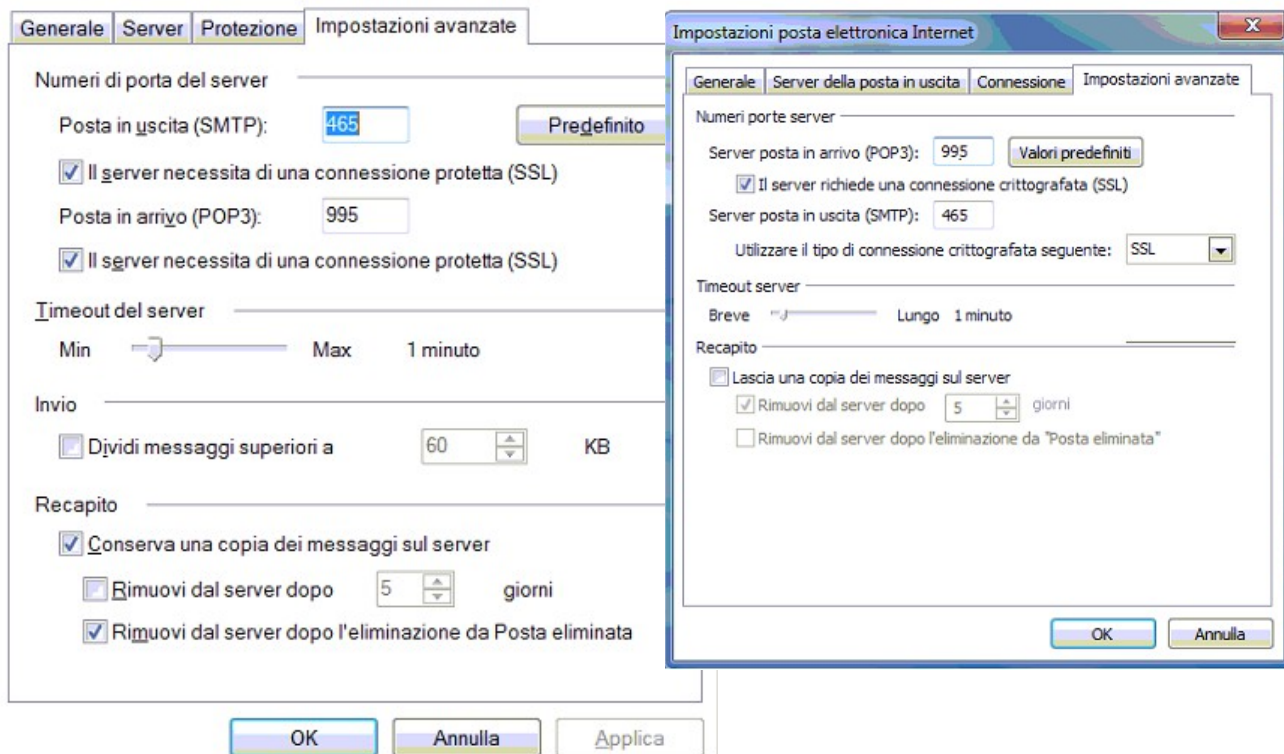 Generale Server Protezione Impostazioni avanzate
Numeri di porta del server
Posta in uscita (SMTP): 465 Predefinito
Il server necessita di una connessione protetta (SSL)
Posta in arrivo (POP3): 995
Il server necessita di una connessione protetta (SSL)
Timeout del server
Min Max 1 minuto
Invio
Dividi messaggi superiori a 60 KB
Recapito
Conserva una copia dei messaggi sul server
Rimuovi dal server dopo 5 giorni
Rimuovi dal server dopo l'eliminazione da Posta eliminata
OK Annulla Applica
Impostazioni posta elettronica Internet
Generale Server della posta in uscita Connessione Impostazioni avanzate
Numeri porte server
Server posta in arrivo (POP3): 995 Valori predefiniti
Il server richiede una connessione crittografata (SSL)
Server posta in uscita (SMTP): 465
Utilizzare il tipo di connessione crittografata seguente: SSL
Timeout server
Breve Lungo 1 minuto
Recapito
Lascia una copia dei messaggi sul server
Rimuovi dal server dopo 5 giorni
Rimuovi dal server dopo l'eliminazione da "Posta eliminata"
OK Annulla